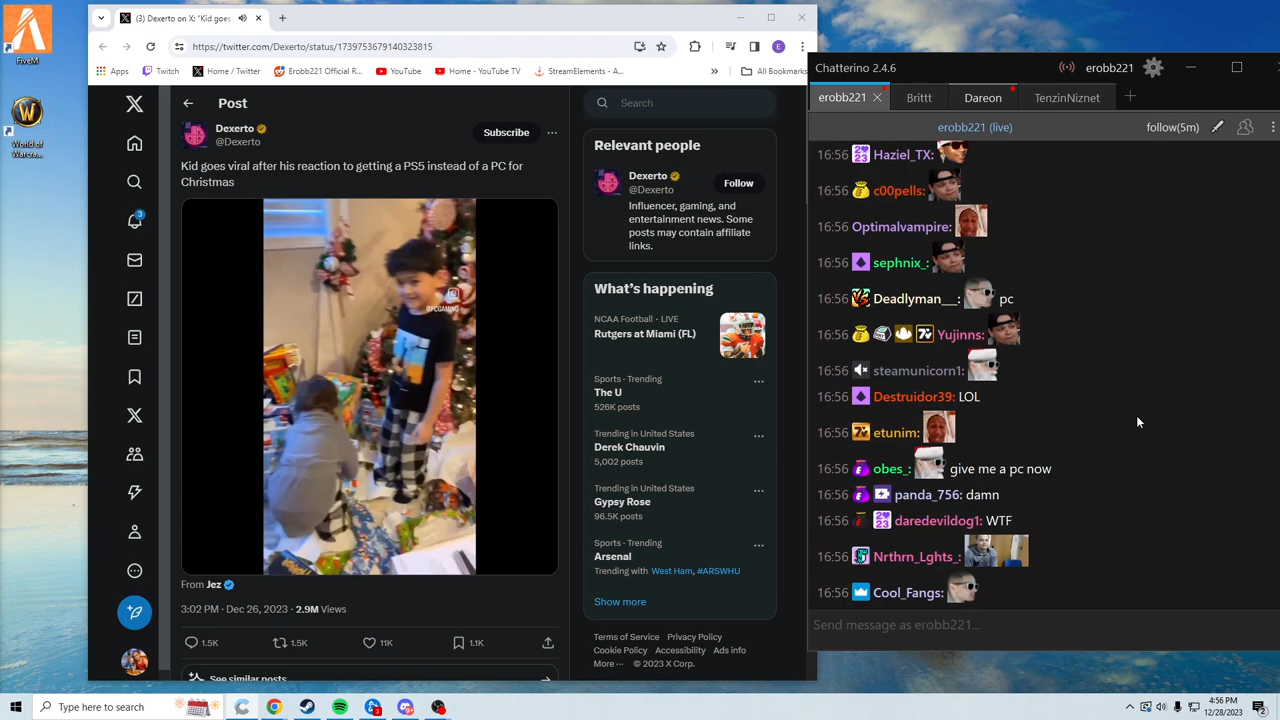 FiveM
World of
Warcra...
(3) Dexerto on X: "Kid goes
https://twitter.com/Dexerto/status/1739753679140323815
E
Apps
Twitch
Home / Twitter
Erobb221 Official R...
YouTube
Home - YouTube TV
StreamElements - A...
»
All Bookmarks
3
Post
Dexerto
@Dexerto
Subscribe
Kid goes viral after his reaction to getting a PS5 instead of a PC for
Christmas
@PCGAMING
From Jez
3:02 PM · Dec 26, 2023 · 2.9M Views
1.5K
1.5K
11K
1.1K
See similar posts
Search
Relevant people
Dexerto
@Dexerto
Follow
Influencer, gaming, and
entertainment news. Some
posts may contain affiliate
links.
What's happening
NCAA Football · LIVE
Rutgers at Miami (FL)
Sports · Trending
The U
526K posts
Trending in United States
Derek Chauvin
5,002 posts
Trending in United States
Gypsy Rose
96.5K posts
Sports · Trending
Arsenal
Trending with West Ham, #ARSWHU
Show more
Terms of Service Privacy Policy
Cookie Policy Accessibility Ads info
More ··· © 2023 X Corp.
Chatterino 2.4.6
erobb221
erobb221
Brittt
Dareon
TenzinNiznet
erobb221 (live)
follow(5m)
16:56 Haziel_TX:
16:56 c00pells:
16:56 Optimalvampire:
16:56 sephnix_:
16:56 Deadlyman___: pc
16:56 Yujinns:
16:56 steamunicorn1:
16:56 Destruidor39: LOL
16:56 etunim:
16:56 obes_: give me a pc now
16:56 panda_756: damn
16:56 daredevildog1: WTF
16:56 Nrthrn_Lghts_:
16:56 Cool_Fangs:
Send message as erobb221...
Type here to search
4:56 PM
12/28/2023
2